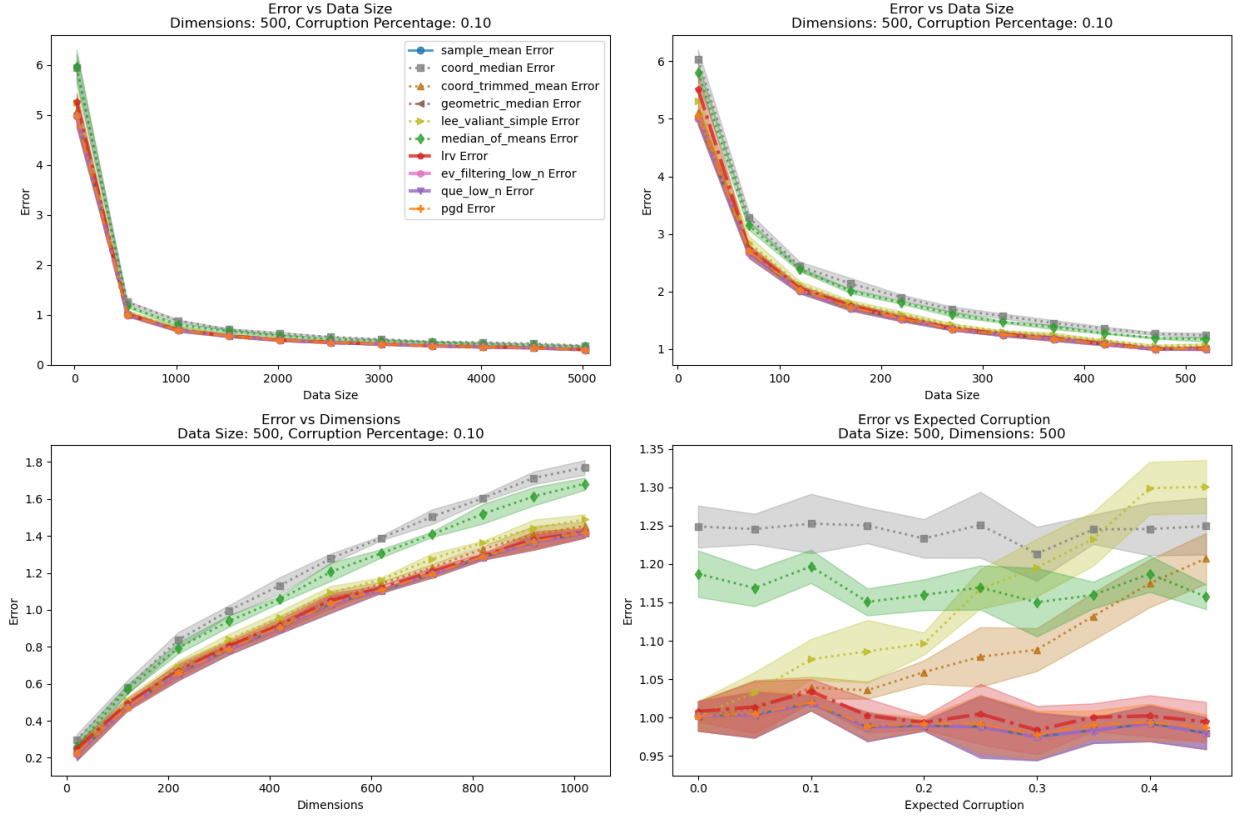 Error vs Data Size
Dimensions: 500, Corruption Percentage: 0.10
6
5
4
3
2
1
0
Error
0
1000
2000
3000
4000
5000
Data Size
sample_mean Error
coord_median Error
coord_trimmed_mean Error
geometric_median Error
lee_valiant_simple Error
median_of_means Error
lrv Error
ev_filtering_low_n Error
que_low_n Error
pgd Error
Error vs Data Size
Dimensions: 500, Corruption Percentage: 0.10
6
5
4
3
2
1
Error
0
100
200
300
400
500
Data Size
Error vs Dimensions
Data Size: 500, Corruption Percentage: 0.10
1.8
1.6
1.4
1.2
1.0
0.8
0.6
0.4
0.2
Error
0
200
400
600
800
1000
Dimensions
Error vs Expected Corruption
Data Size: 500, Dimensions: 500
1.35
1.30
1.25
1.20
1.15
1.10
1.05
1.00
0.95
Error
0.0
0.1
0.2
0.3
0.4
Expected Corruption